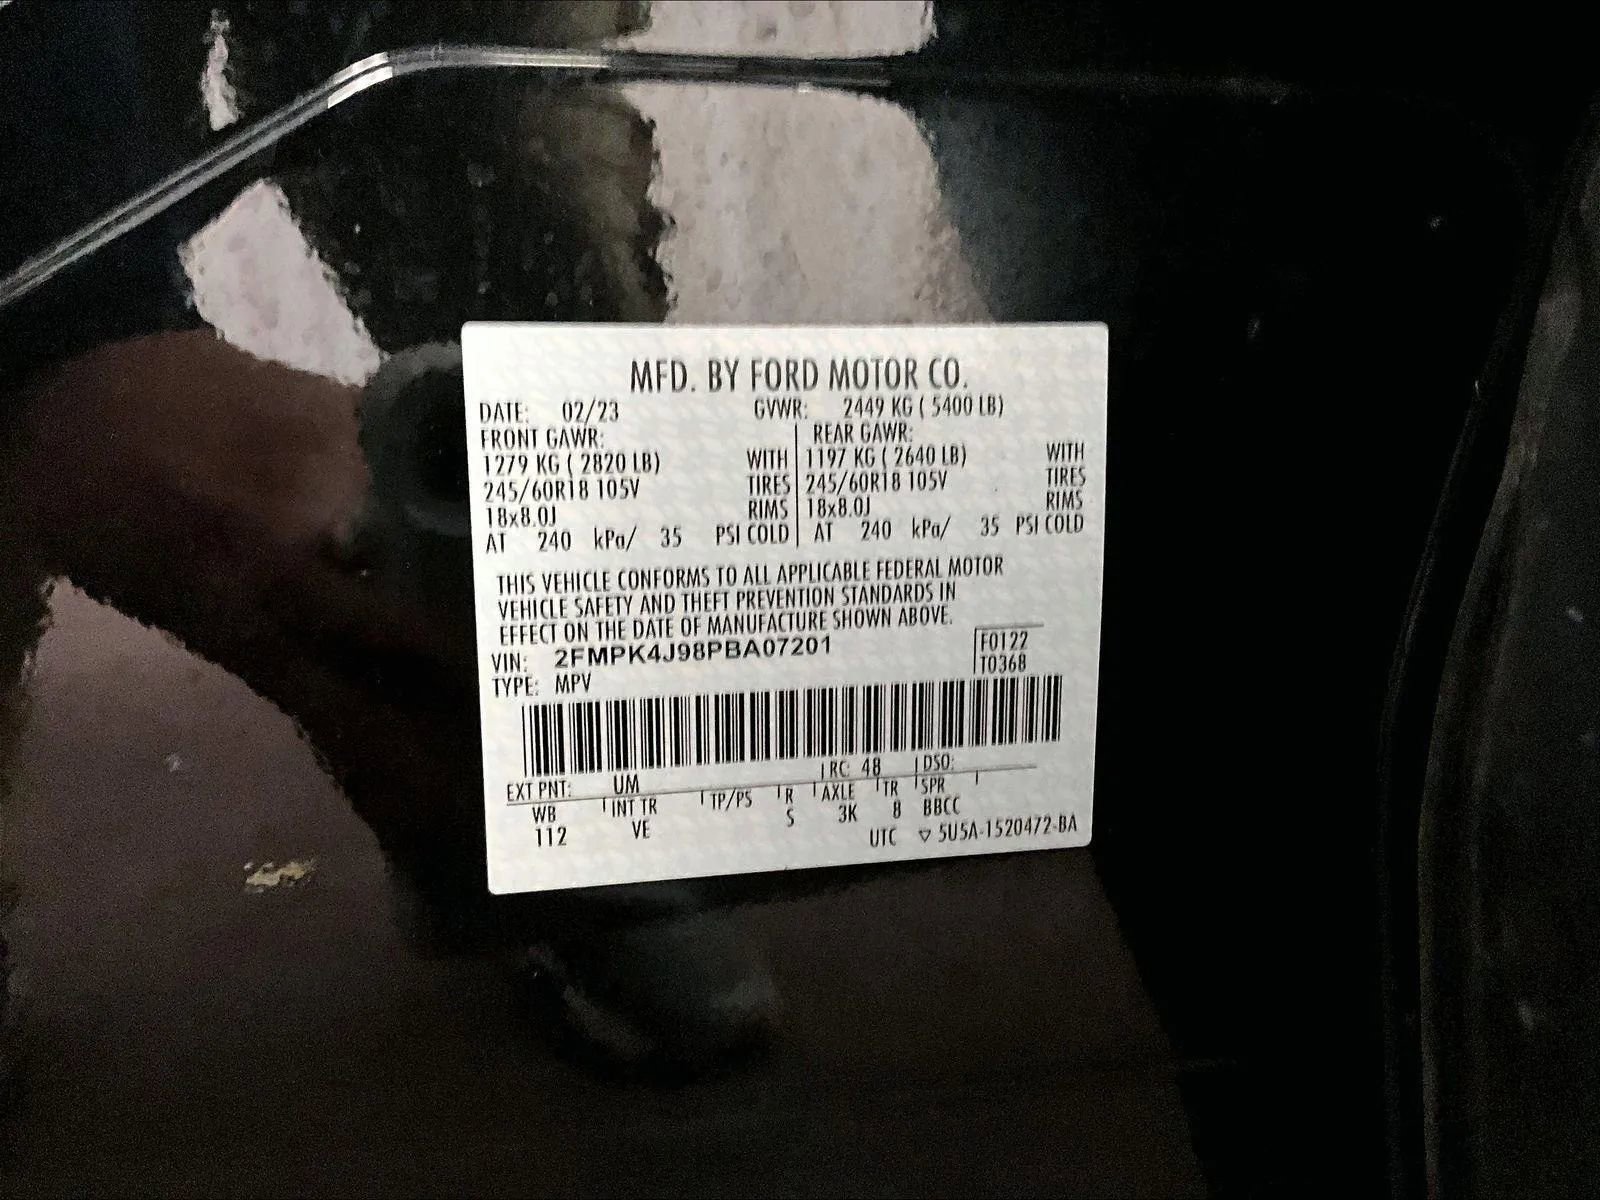 MFD. BY FORD MOTOR CO.
DATE: 02/23 GVWR: 2449 KG ( 5400 LB)
FRONT GAWR: REAR GAWR:
1279 KG ( 2820 LB) WITH 1197 KG ( 2640 LB) WITH
245/60R18 105V TIRES 245/60R18 105V TIRES
18x8.0J RIMS 18x8.0J RIMS
AT 240 kPa/ 35 PSI COLD AT 240 kPa/ 35 PSI COLD
THIS VEHICLE CONFORMS TO ALL APPLICABLE FEDERAL MOTOR
VEHICLE SAFETY AND THEFT PREVENTION STANDARDS IN
EFFECT ON THE DATE OF MANUFACTURE SHOWN ABOVE.
VIN: 2FMPK4J98PBA07201 F0122
TYPE: MPV T0368
EXT PNT: UM RC: 48 DSO:
WB INT TR TP/PS R AXLE TR SPR
112 VE S 3K 8 BBCC
UTC ▽ 5U5A-1520472-BA